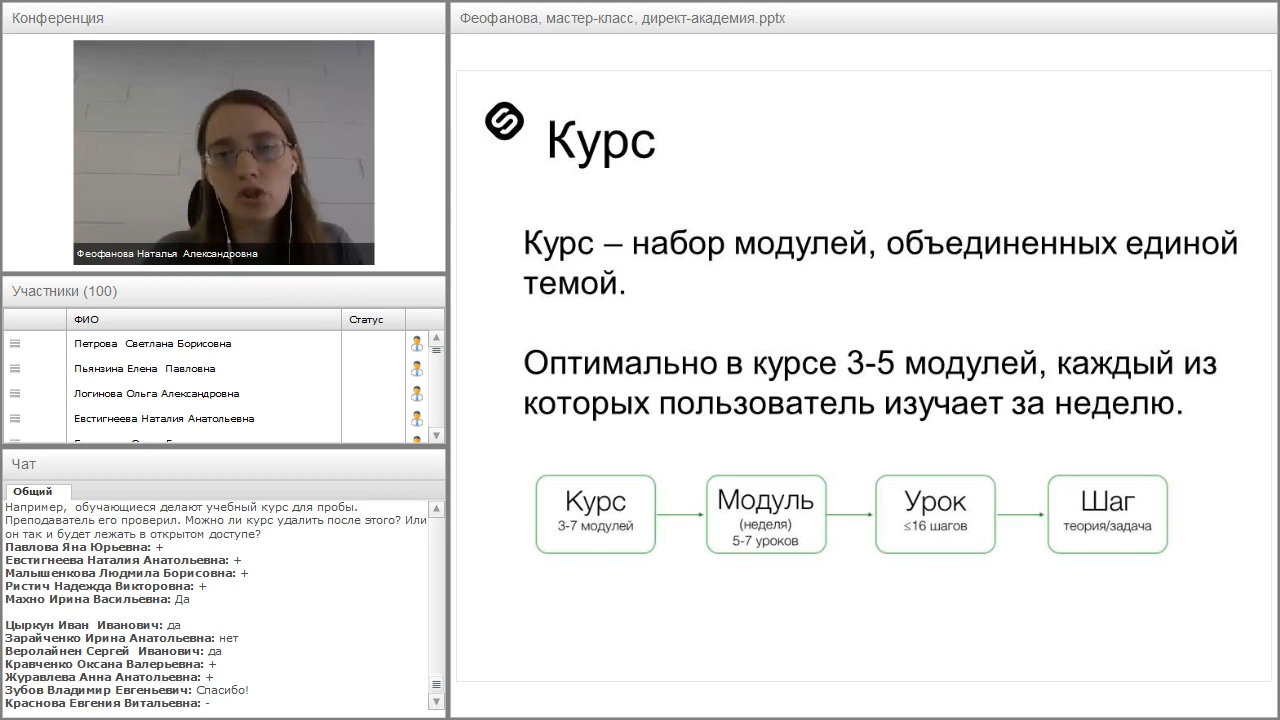 Конференция
Феофанова Наталья Александровна
Участники (100)
ФИО
Статус
Петрова Светлана Борисовна
Пьянзина Елена Павловна
Логинова Ольга Александровна
Евстигнеева Наталия Анатольевна
Чат
Общий
Например, обучающиеся делают учебный курс для пробы.
Преподаватель его проверил. Можно ли курс удалить после этого? Или
он так и будет лежать в открытом доступе?
Павлова Яна Юрьевна: +
Евстигнеева Наталия Анатольевна: +
Малышенкова Людмила Борисовна: +
Ристич Надежда Викторовна: +
Махно Ирина Васильевна: Да
Цыркун Иван Иванович: да
Зарайченко Ирина Анатольевна: нет
Веролайнен Сергей Иванович: да
Кравченко Оксана Валерьевна: +
Журавлева Анна Анатольевна: +
Зубов Владимир Евгеньевич: Спасибо!
Краснова Евгения Витальевна: -
Феофанова, мастер-класс, директ-академия.pptx
Курс
Курс – набор модулей, объединенных единой
темой.
Оптимально в курсе 3-5 модулей, каждый из
которых пользователь изучает за неделю.
Курс
3-7 модулей
Модуль
(неделя)
5-7 уроков
Урок
≤16 шагов
Шаг
теория/задача